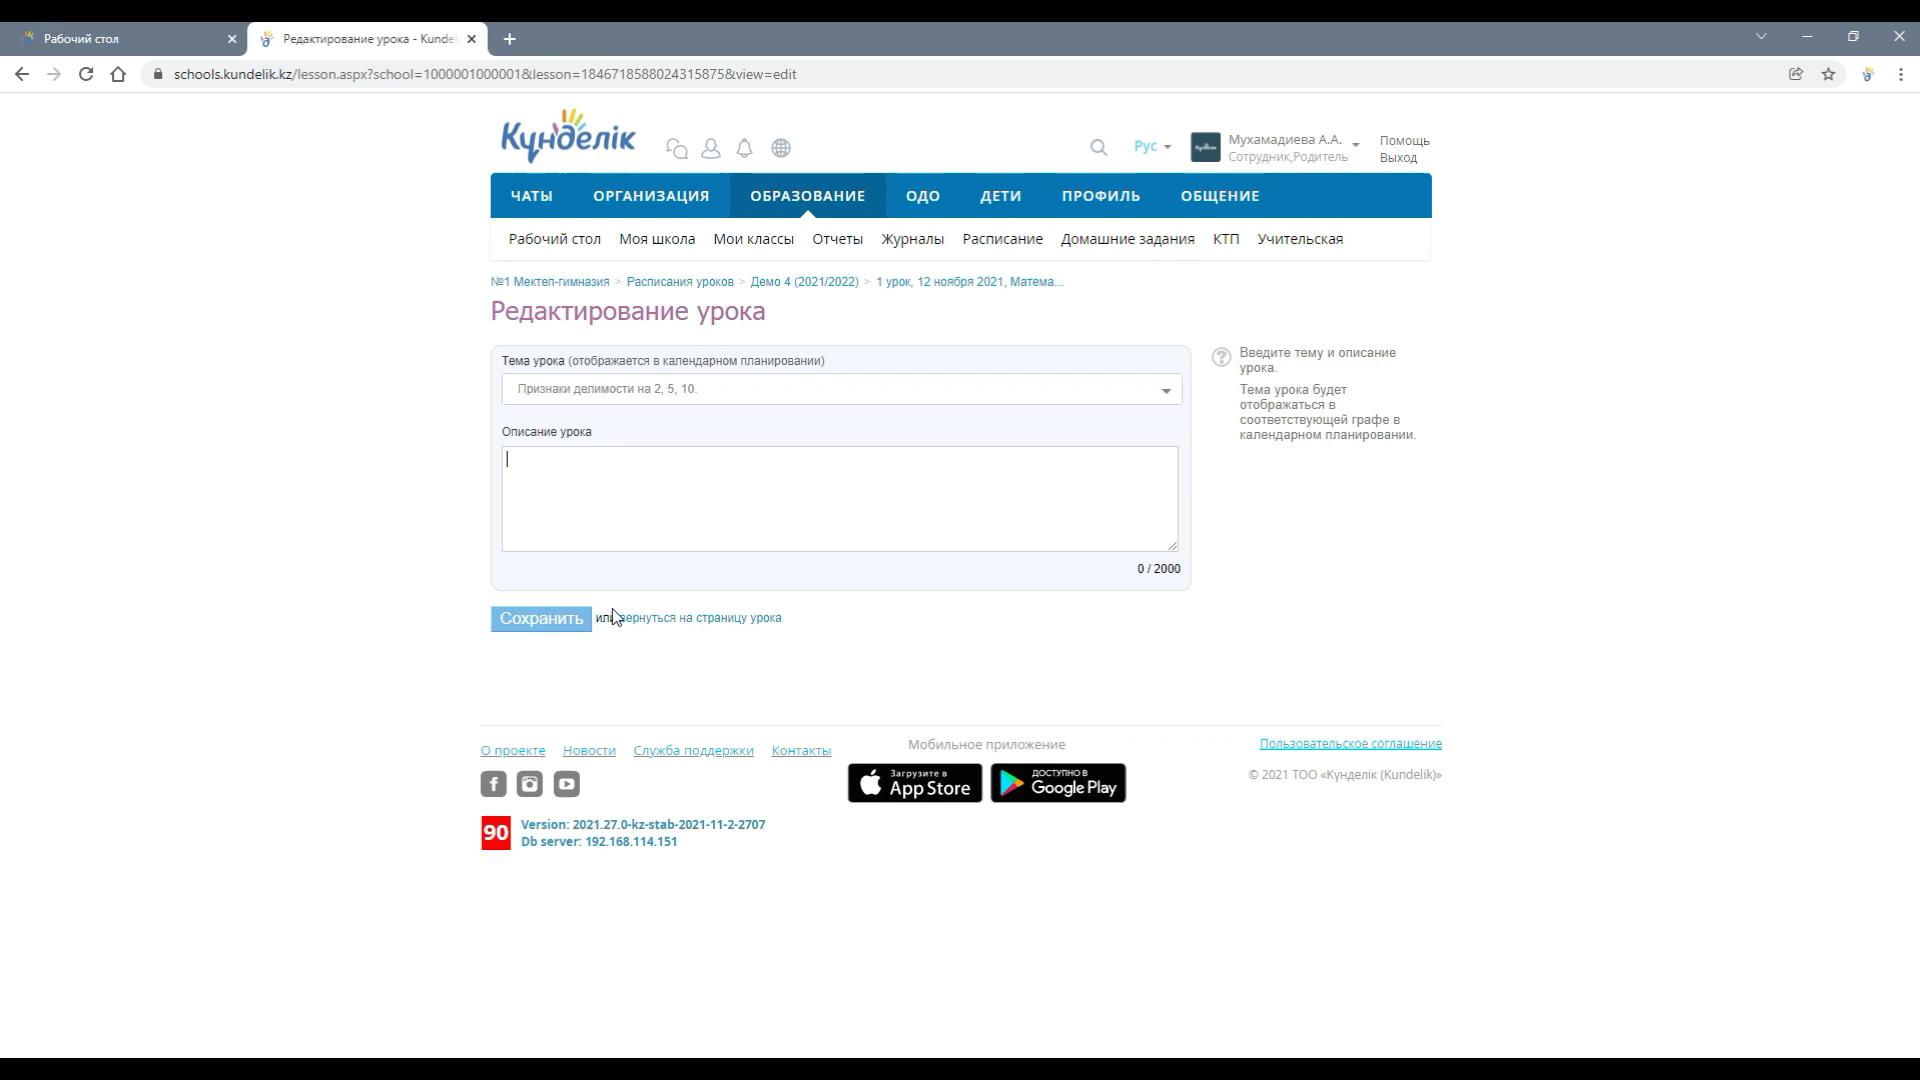 Рабочий стол
Редактирование урока - Kunde
schools.kundelik.kz/lesson.aspx?school=1000001000001&lesson=1846718588024315875&view=edit
Күнделік
Рус
Мухамадиева А.А.
Сотрудник,Родитель
Помощь
Выход
ЧАТЫ ОРГАНИЗАЦИЯ ОБРАЗОВАНИЕ ОДО ДЕТИ ПРОФИЛЬ ОБЩЕНИЕ
Рабочий стол Моя школа Мои классы Отчеты Журналы Расписание Домашние задания КТП Учительская
№1 Мектеп-гимназия > Расписания уроков > Демо 4 (2021/2022) > 1 урок, 12 ноября 2021, Матема...
Редактирование урока
Тема урока (отображается в календарном планировании)
Признаки делимости на 2, 5, 10.
Описание урока
0 / 2000
Сохранить или вернуться на страницу урока
Введите тему и описание
урока.
Тема урока будет
отображаться в
соответствующей графе в
календарном планировании.
О проекте Новости Служба поддержки Контакты
Мобильное приложение
Загрузите в
App Store
ДОСТУПНО В
Google Play
Пользовательское соглашение
© 2021 ТОО «Күнделік (Kundelik)»
90
Version: 2021.27.0-kz-stab-2021-11-2-2707
Db server: 192.168.114.151